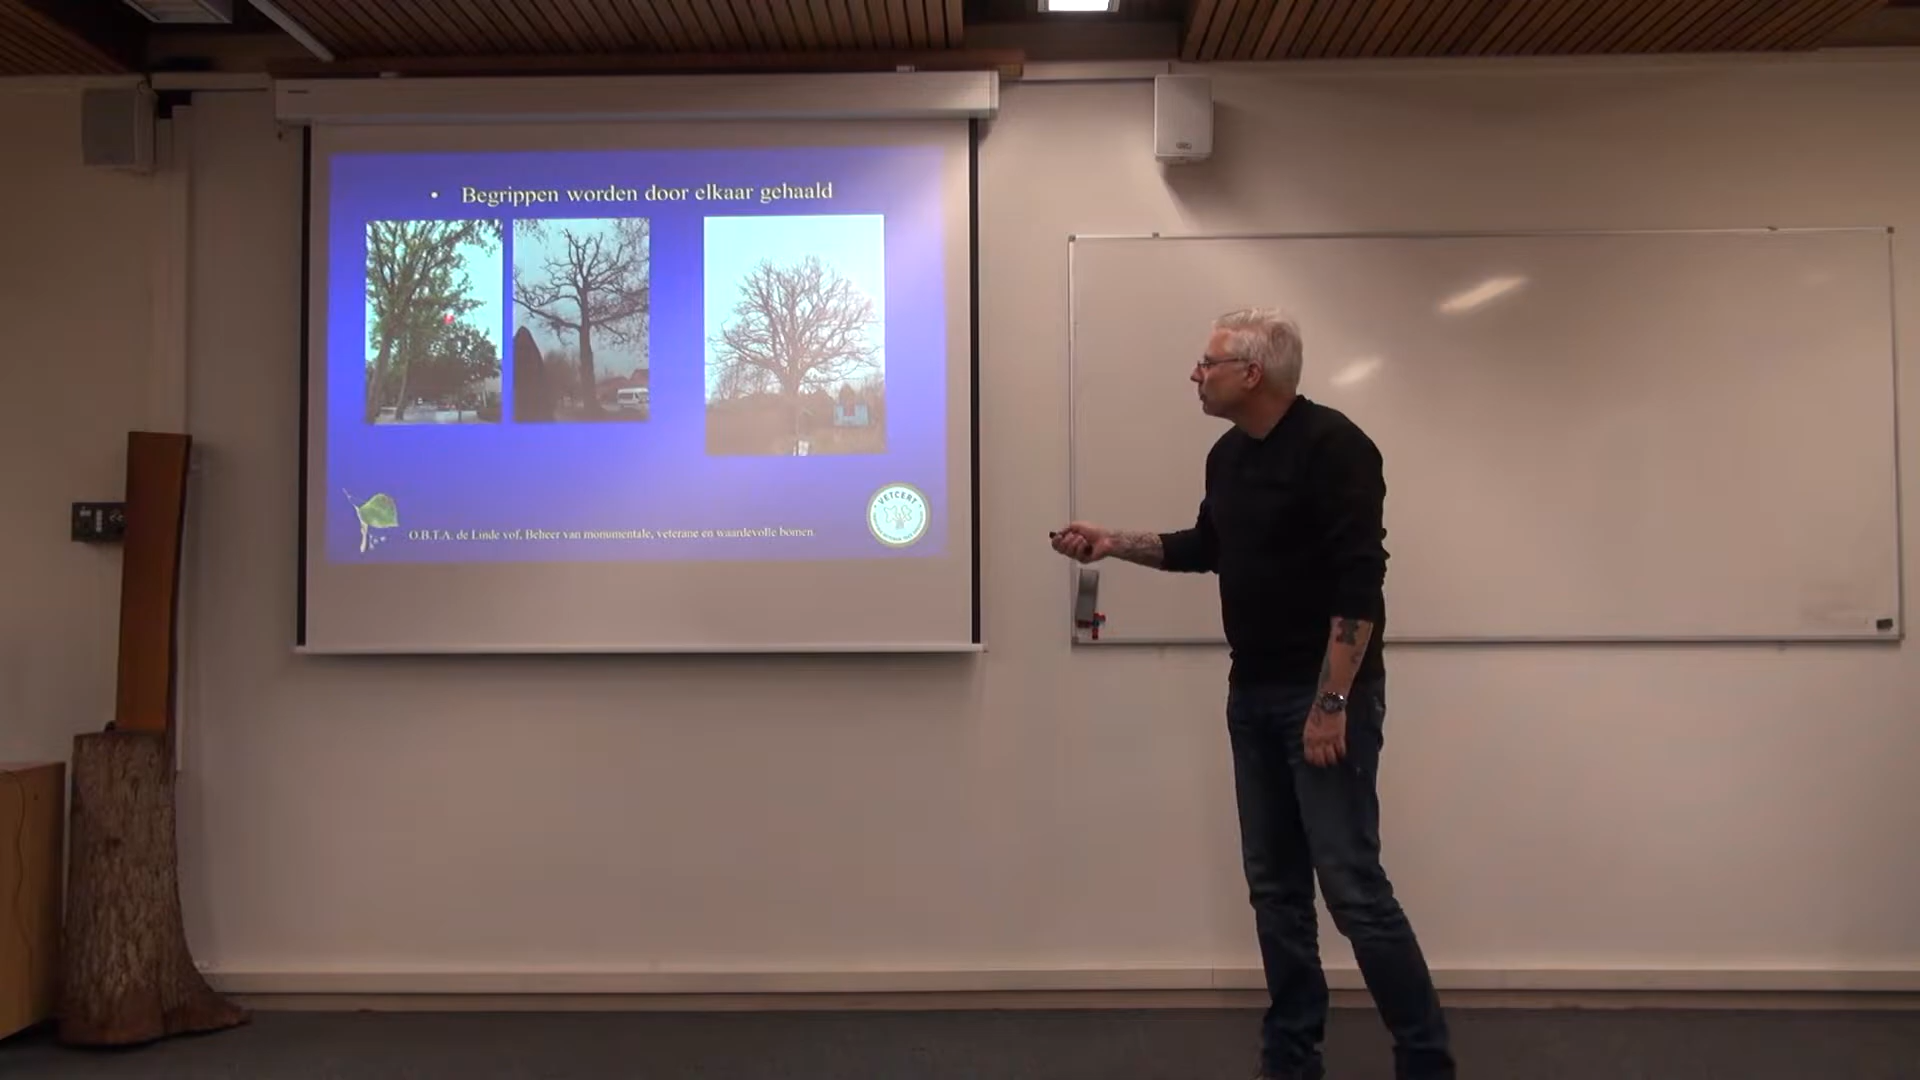 • Begrippen worden door elkaar gehaald
O.B.T.A. de Linde vof, Beheer van monumentale, veterane en waardevolle bomen.
VETCERT